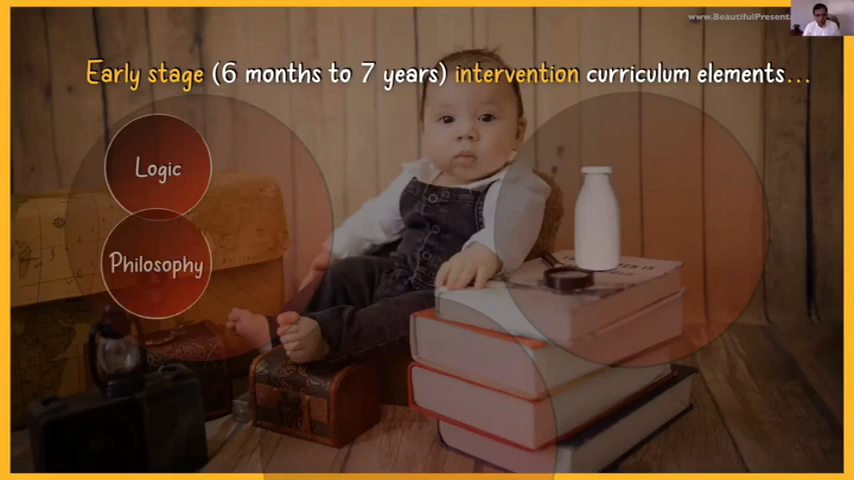 www.BeautifulPresent
Early stage (6 months to 7 years) intervention curriculum elements...
Logic
Philosophy